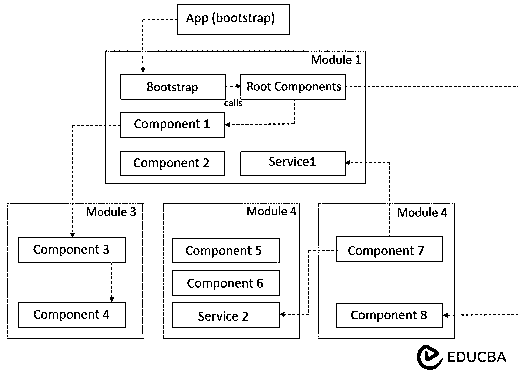 App (bootstrap)
Module 1
Bootstrap
calls
Root Components
Component 1
Component 2
Service1
Module 3
Component 3
Component 4
Module 4
Component 5
Component 6
Service 2
Module 4
Component 7
Component 8
EDUCBA